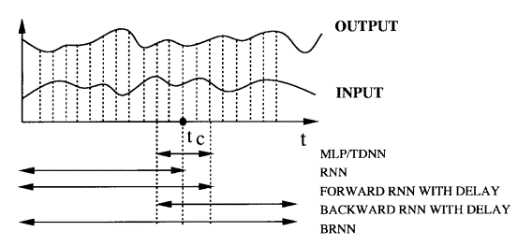 OUTPUT
INPUT
t c
t
MLP/TDNN
RNN
FORWARD RNN WITH DELAY
BACKWARD RNN WITH DELAY
BRNN